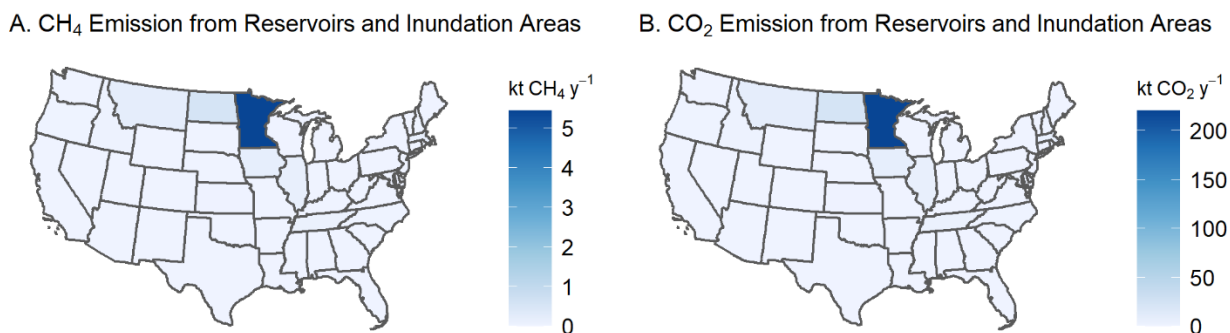 A. CH₄ Emission from Reservoirs and Inundation Areas
kt CH₄ y⁻¹
5
4
3
2
1
0
B. CO₂ Emission from Reservoirs and Inundation Areas
kt CO₂ y⁻¹
200
150
100
50
0